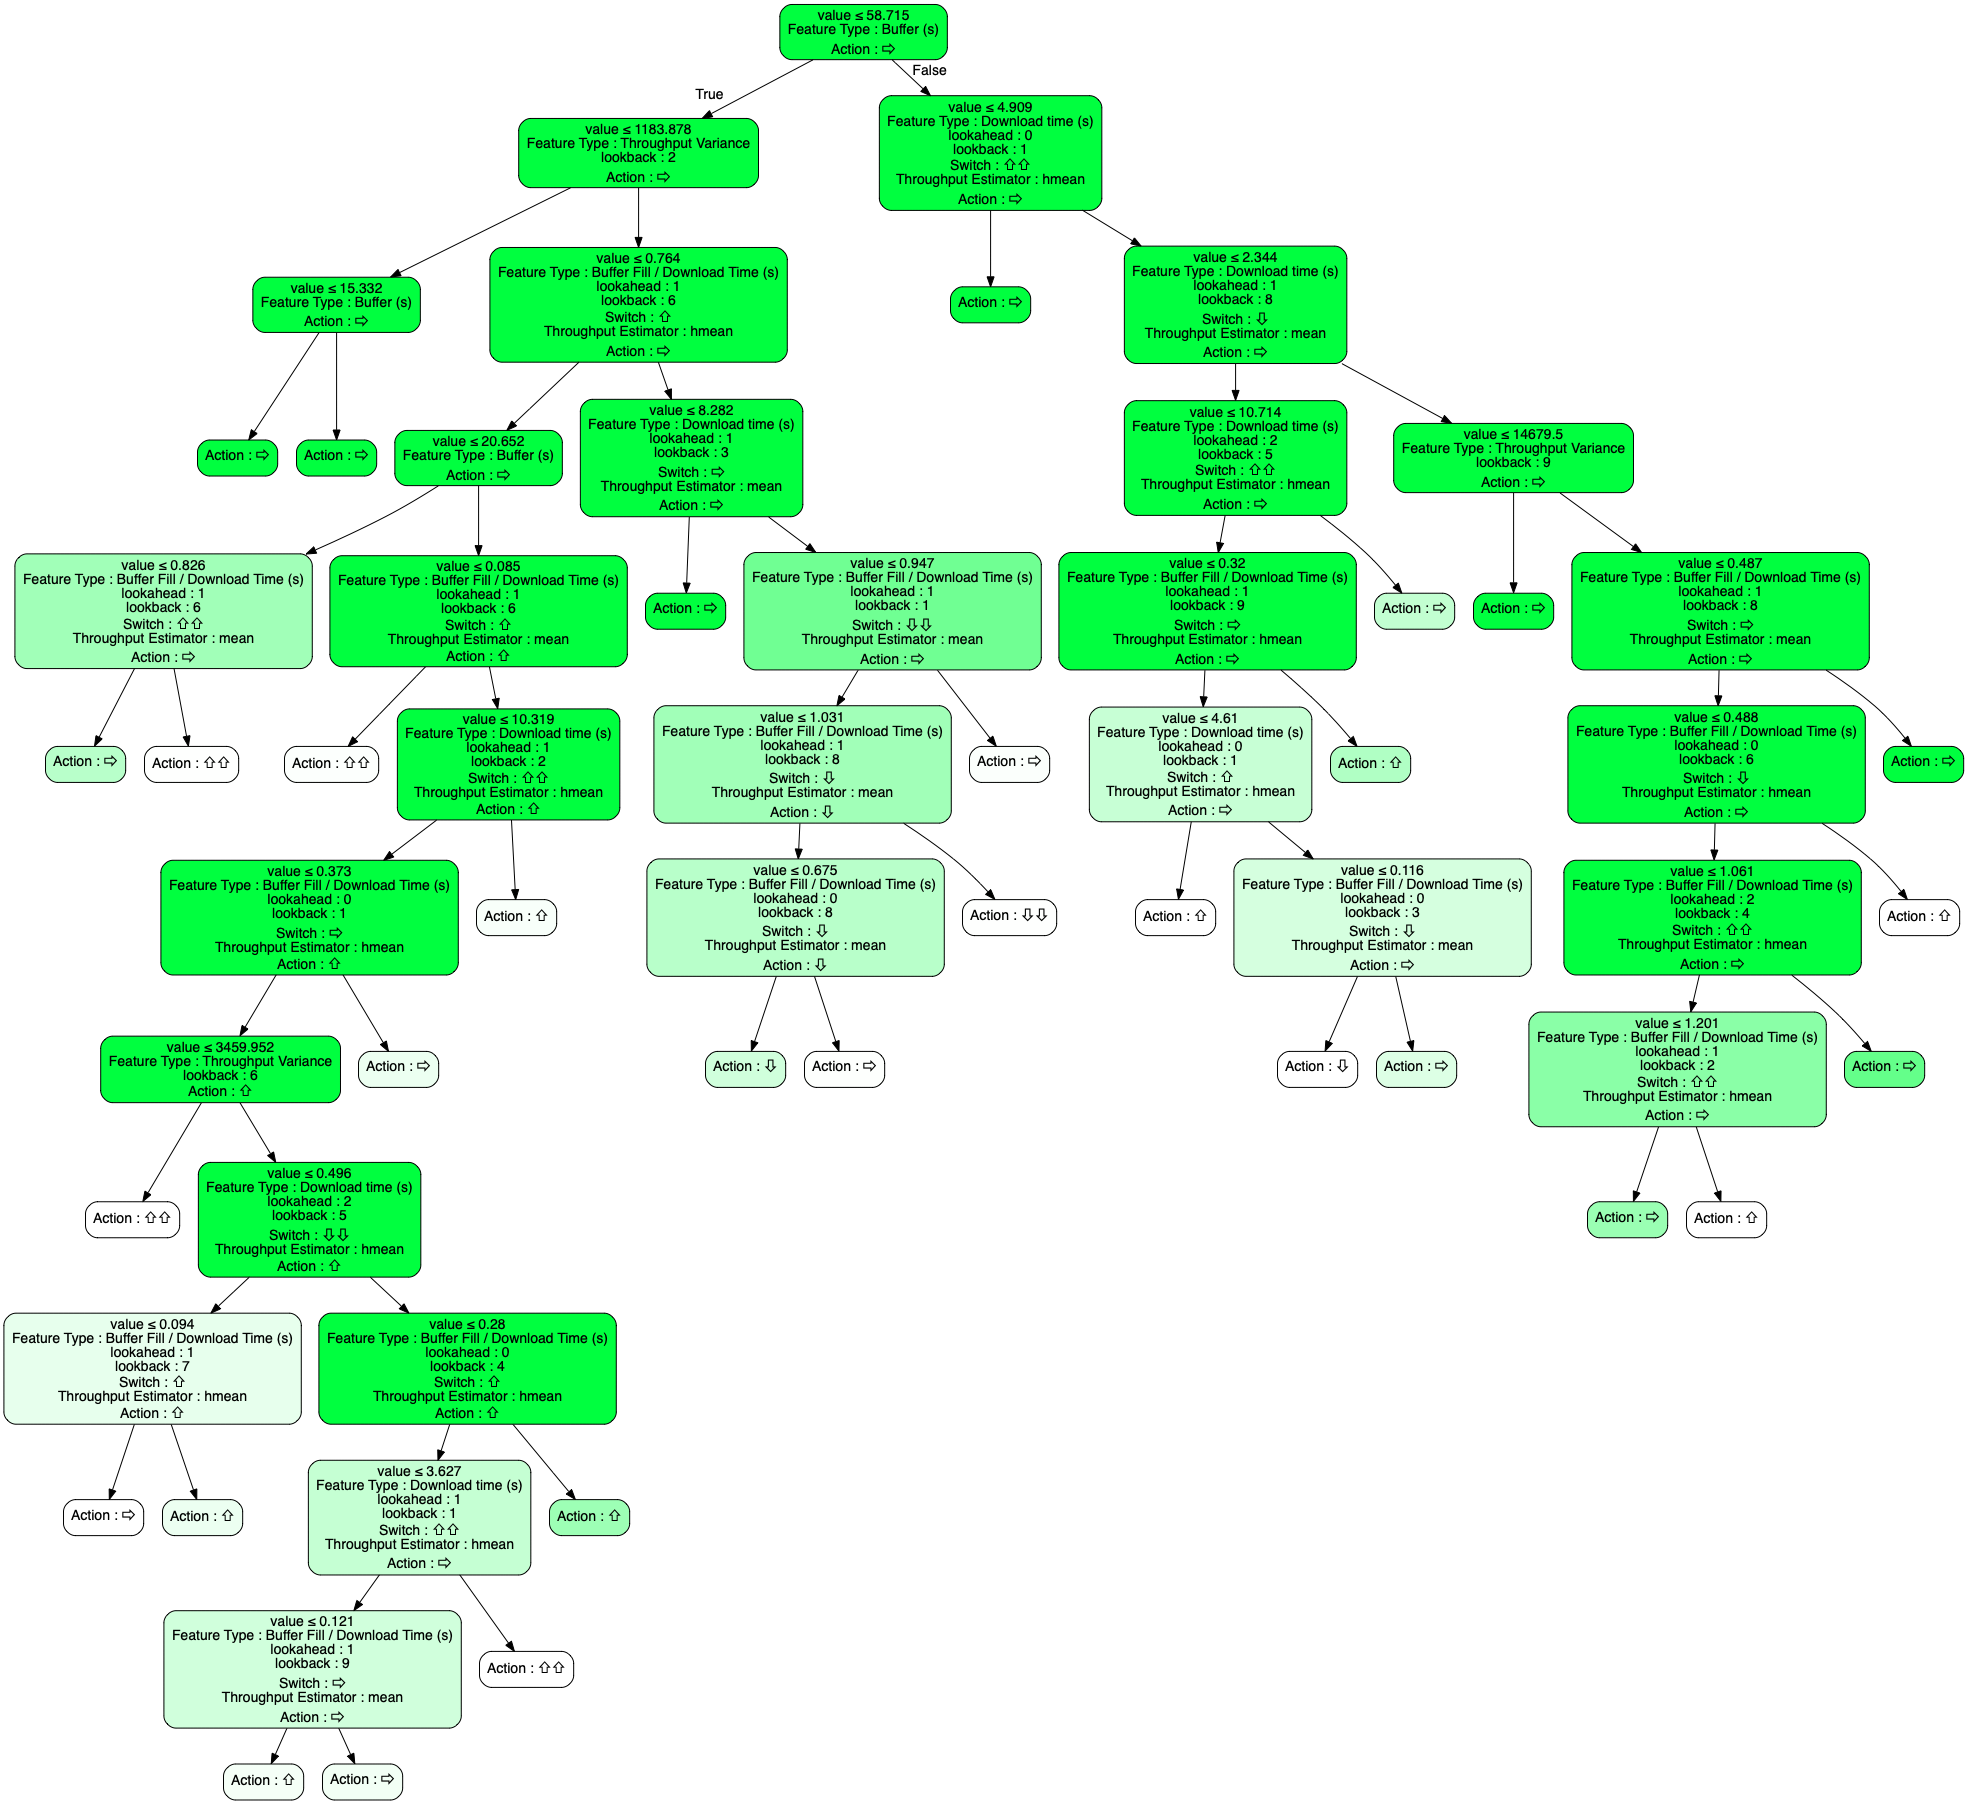 value ≤ 58.715
Feature Type : Buffer (s)
Action : ⇨
True
False
value ≤ 1183.878
Feature Type : Throughput Variance
lookback : 2
Action : ⇨
value ≤ 4.909
Feature Type : Download time (s)
lookahead : 0
lookback : 1
Switch : ⇧⇧
Throughput Estimator : hmean
Action : ⇨
value ≤ 15.332
Feature Type : Buffer (s)
Action : ⇨
value ≤ 0.764
Feature Type : Buffer Fill / Download Time (s)
lookahead : 1
lookback : 6
Switch : ⇧
Throughput Estimator : hmean
Action : ⇨
Action : ⇨
value ≤ 2.344
Feature Type : Download time (s)
lookahead : 1
lookback : 8
Switch : ⇩
Throughput Estimator : mean
Action : ⇨
Action : ⇨
Action : ⇨
value ≤ 20.652
Feature Type : Buffer (s)
Action : ⇨
value ≤ 8.282
Feature Type : Download time (s)
lookahead : 1
lookback : 3
Switch : ⇨
Throughput Estimator : mean
Action : ⇨
value ≤ 10.714
Feature Type : Download time (s)
lookahead : 2
lookback : 5
Switch : ⇧⇧
Throughput Estimator : hmean
Action : ⇨
value ≤ 14679.5
Feature Type : Throughput Variance
lookback : 9
Action : ⇨
value ≤ 0.826
Feature Type : Buffer Fill / Download Time (s)
lookahead : 1
lookback : 6
Switch : ⇧⇧
Throughput Estimator : mean
Action : ⇨
value ≤ 0.085
Feature Type : Buffer Fill / Download Time (s)
lookahead : 1
lookback : 6
Switch : ⇧
Throughput Estimator : mean
Action : ⇧
Action : ⇨
value ≤ 0.947
Feature Type : Buffer Fill / Download Time (s)
lookahead : 1
lookback : 1
Switch : ⇩⇩
Throughput Estimator : mean
Action : ⇨
value ≤ 0.32
Feature Type : Buffer Fill / Download Time (s)
lookahead : 1
lookback : 9
Switch : ⇨
Throughput Estimator : hmean
Action : ⇨
Action : ⇨
Action : ⇨
value ≤ 0.487
Feature Type : Buffer Fill / Download Time (s)
lookahead : 1
lookback : 8
Switch : ⇨
Throughput Estimator : mean
Action : ⇨
Action : ⇨
Action : ⇧⇧
Action : ⇧⇧
value ≤ 10.319
Feature Type : Download time (s)
lookahead : 1
lookback : 2
Switch : ⇧⇧
Throughput Estimator : hmean
Action : ⇧
value ≤ 1.031
Feature Type : Buffer Fill / Download Time (s)
lookahead : 1
lookback : 8
Switch : ⇩
Throughput Estimator : mean
Action : ⇩
Action : ⇨
value ≤ 4.61
Feature Type : Download time (s)
lookahead : 0
lookback : 1
Switch : ⇧
Throughput Estimator : hmean
Action : ⇨
Action : ⇧
value ≤ 0.488
Feature Type : Buffer Fill / Download Time (s)
lookahead : 0
lookback : 6
Switch : ⇩
Throughput Estimator : hmean
Action : ⇨
Action : ⇨
value ≤ 0.373
Feature Type : Buffer Fill / Download Time (s)
lookahead : 0
lookback : 1
Switch : ⇨
Throughput Estimator : hmean
Action : ⇧
Action : ⇧
value ≤ 0.675
Feature Type : Buffer Fill / Download Time (s)
lookahead : 0
lookback : 8
Switch : ⇩
Throughput Estimator : mean
Action : ⇩
Action : ⇩⇩
Action : ⇧
value ≤ 0.116
Feature Type : Buffer Fill / Download Time (s)
lookahead : 0
lookback : 3
Switch : ⇩
Throughput Estimator : mean
Action : ⇨
value ≤ 1.061
Feature Type : Buffer Fill / Download Time (s)
lookahead : 2
lookback : 4
Switch : ⇧⇧
Throughput Estimator : hmean
Action : ⇨
Action : ⇧
value ≤ 3459.952
Feature Type : Throughput Variance
lookback : 6
Action : ⇧
Action : ⇨
Action : ⇩
Action : ⇨
Action : ⇩
Action : ⇨
value ≤ 1.201
Feature Type : Buffer Fill / Download Time (s)
lookahead : 1
lookback : 2
Switch : ⇧⇧
Throughput Estimator : hmean
Action : ⇨
Action : ⇨
Action : ⇧⇧
value ≤ 0.496
Feature Type : Download time (s)
lookahead : 2
lookback : 5
Switch : ⇩⇩
Throughput Estimator : hmean
Action : ⇧
Action : ⇨
Action : ⇧
value ≤ 0.094
Feature Type : Buffer Fill / Download Time (s)
lookahead : 1
lookback : 7
Switch : ⇧
Throughput Estimator : hmean
Action : ⇧
value ≤ 0.28
Feature Type : Buffer Fill / Download Time (s)
lookahead : 0
lookback : 4
Switch : ⇧
Throughput Estimator : hmean
Action : ⇧
Action : ⇨
Action : ⇧
value ≤ 3.627
Feature Type : Download time (s)
lookahead : 1
lookback : 1
Switch : ⇧⇧
Throughput Estimator : hmean
Action : ⇨
Action : ⇧
value ≤ 0.121
Feature Type : Buffer Fill / Download Time (s)
lookahead : 1
lookback : 9
Switch : ⇨
Throughput Estimator : mean
Action : ⇨
Action : ⇧⇧
Action : ⇧
Action : ⇨